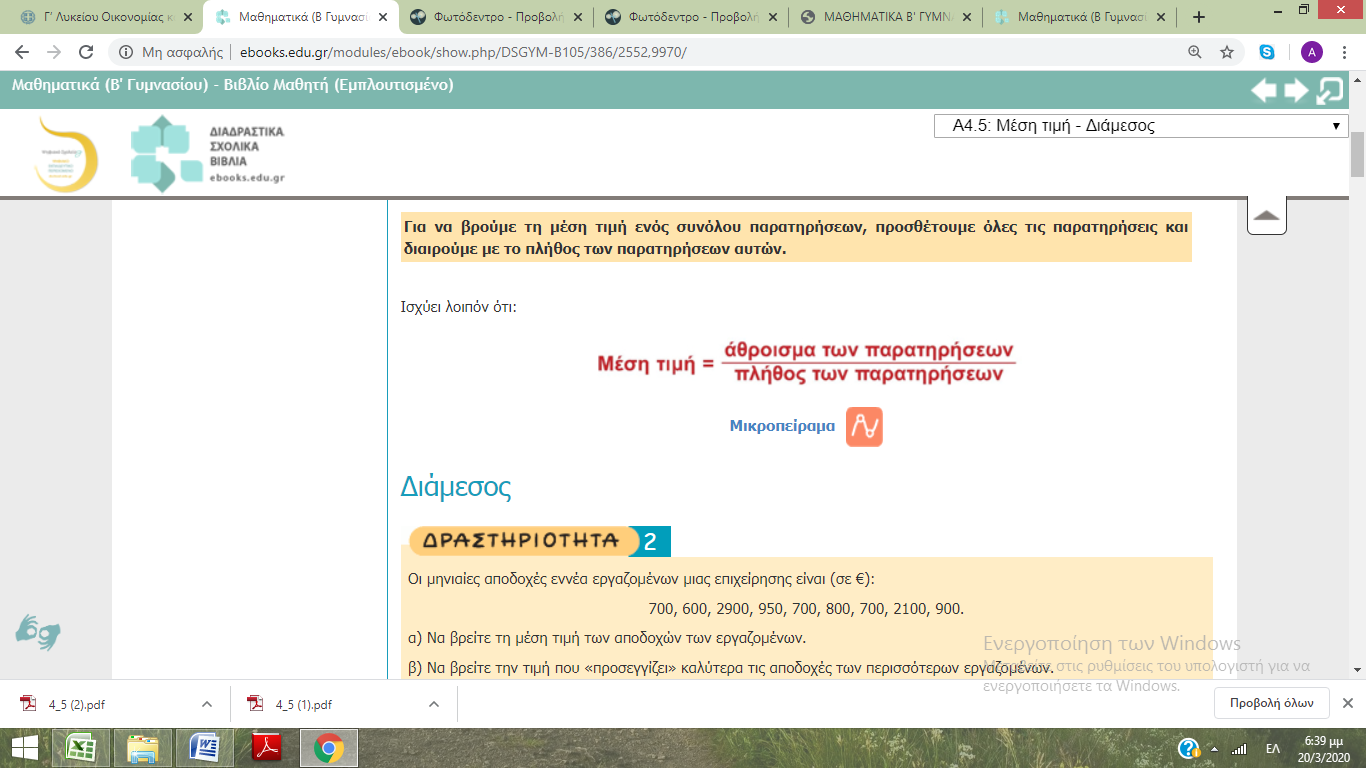 Γ' Λυκείου Οικονομίας κ
Μαθηματικά (Β Γυμνασί
Φωτόδεντρο - Προβολή
Φωτόδεντρο - Προβολή
ΜΑΘΗΜΑΤΙΚΑ Β' ΓΥΜΝΑ
Μαθηματικά (Β Γυμνασί
Μη ασφαλής
ebooks.edu.gr/modules/ebook/show.php/DSGYM-B105/386/2552,9970/
A
Μαθηματικά (Β' Γυμνασίου) - Βιβλίο Μαθητή (Εμπλουτισμένο)
ΔΙΑΔΡΑΣΤΙΚΑ
ΣΧΟΛΙΚΑ
ΒΙΒΛΙΑ
ebooks.edu.gr
Α4.5: Μέση τιμή - Διάμεσος
Για να βρούμε τη μέση τιμή ενός συνόλου παρατηρήσεων, προσθέτουμε όλες τις παρατηρήσεις και
διαιρούμε με το πλήθος των παρατηρήσεων αυτών.
Ισχύει λοιπόν ότι:
Μέση τιμή = άθροισμα των παρατηρήσεων
πλήθος των παρατηρήσεων
Μικροπείραμα
Διάμεσος
ΔΡΑΣΤΗΡΙΟΤΗΤΑ 2
Οι μηνιαίες αποδοχές εννέα εργαζομένων μιας επιχείρησης είναι (σε €):
700, 600, 2900, 950, 700, 800, 700, 2100, 900.
α) Να βρείτε τη μέση τιμή των αποδοχών των εργαζομένων.
β) Να βρείτε την τιμή που «προσεγγίζει» καλύτερα τις αποδοχές των περισσότερων εργαζομένων.
Ενεργοποίηση των Windows
στις ρυθμίσεις του υπολογιστή για να
ενεργοποιήσετε τα Windows.
4_5 (2).pdf
4_5 (1).pdf
Προβολή όλων
ΕΛ
6:39 μμ
20/3/2020